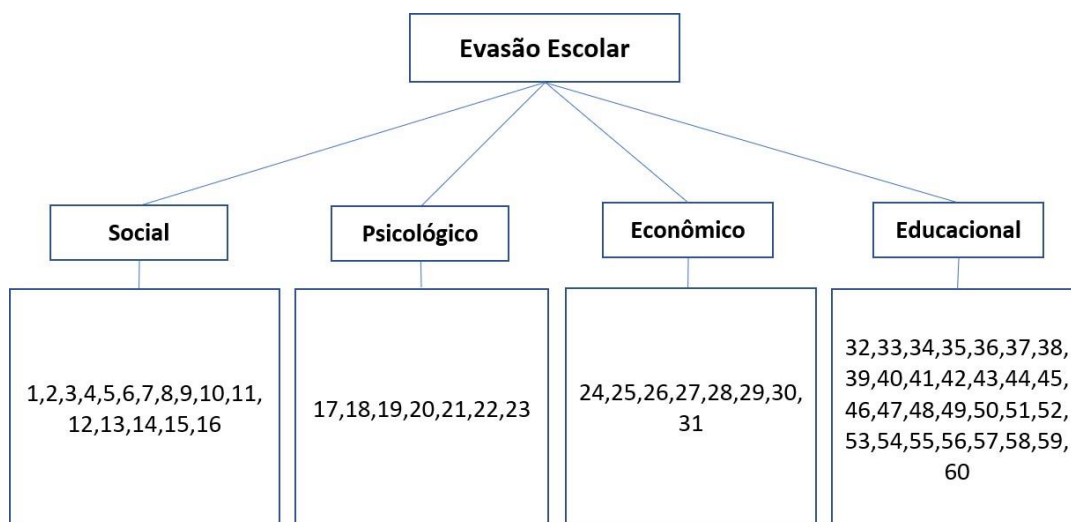 Evasão Escolar
Social
Psicológico
Econômico
Educacional
1,2,3,4,5,6,7,8,9,10,11,
12,13,14,15,16
17,18,19,20,21,22,23
24,25,26,27,28,29,30,
31
32,33,34,35,36,37,38,
39,40,41,42,43,44,45,
46,47,48,49,50,51,52,
53,54,55,56,57,58,59,
60